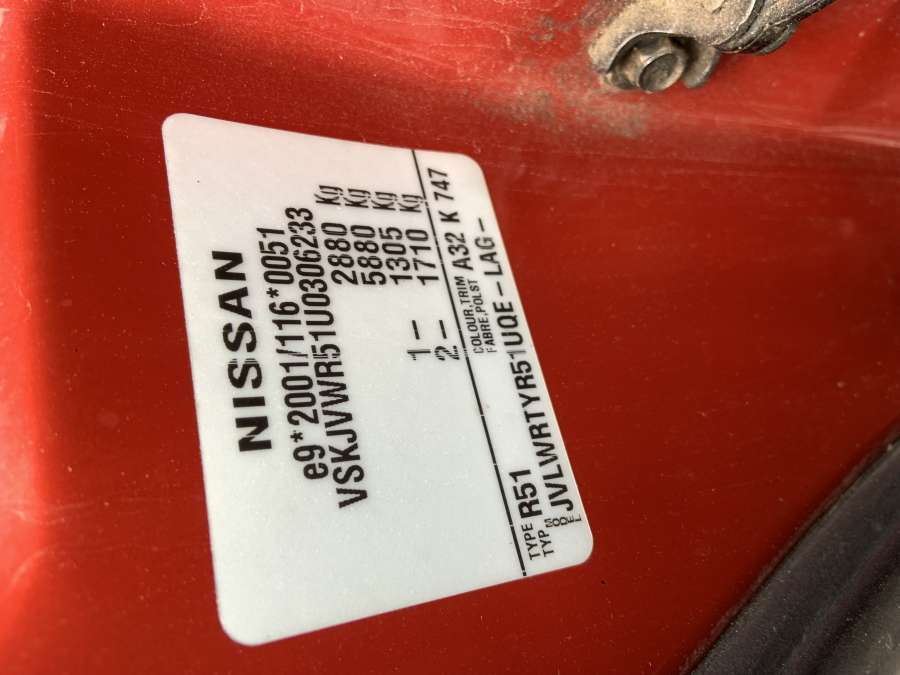 NISSAN
e9*2001/116*0051
VSKJVWR51U0306233
2880 Kg
5880 Kg
1- 1305 Kg
2- 1710 Kg
TYPE TYP R51 COLOUR,TRIM A32 K 747
FABRE,POLST
MODEL JVLWRTYR51UQE-LAG-